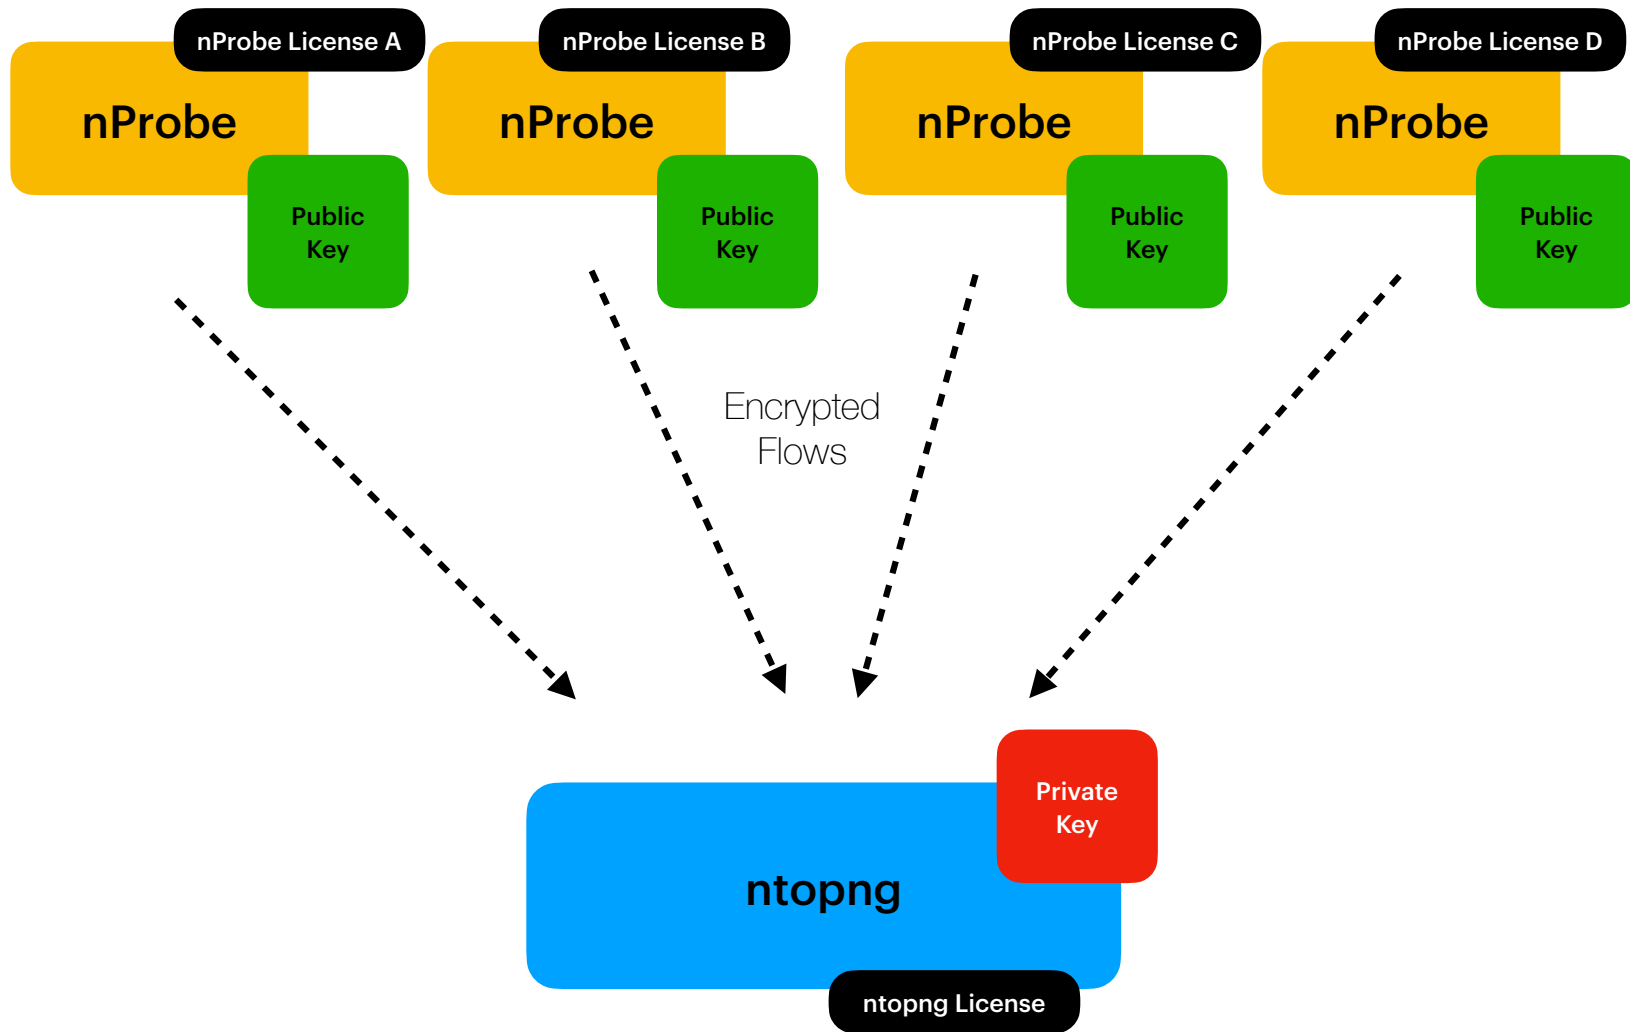 nProbe License A
nProbe License B
nProbe License C
nProbe License D
nProbe
nProbe
nProbe
nProbe
Public
Key
Public
Key
Public
Key
Public
Key
Encrypted
Flows
Private
Key
ntopng
ntopng License